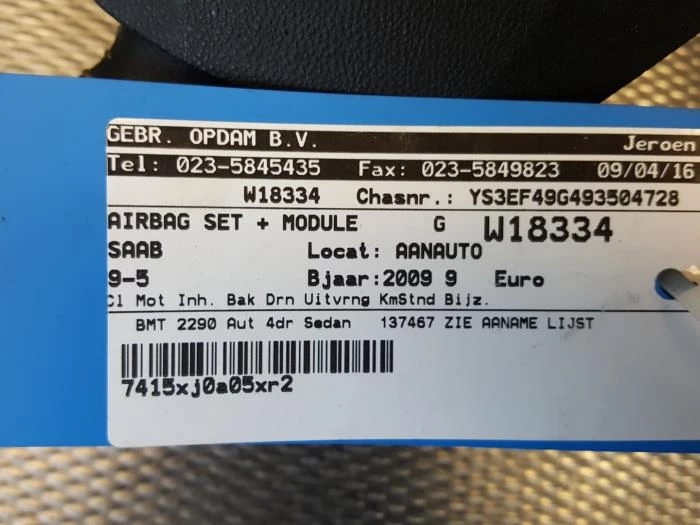 GEBR. OPDAM B.V. Jeroen
Tel: 023-5845435 Fax: 023-5849823 09/04/16
W18334 Chasnr.: YS3EF49G493504728
AIRBAG SET + MODULE G W18334
SAAB Locat: AANAUTO
9-5 Bjaar:2009 9 Euro
Cl Mot Inh. Bak Drn Uitvrng KmStnd Bijz.
BMT 2290 Aut 4dr Sedan 137467 ZIE AANAME LIJST
7415xj0a05xr2